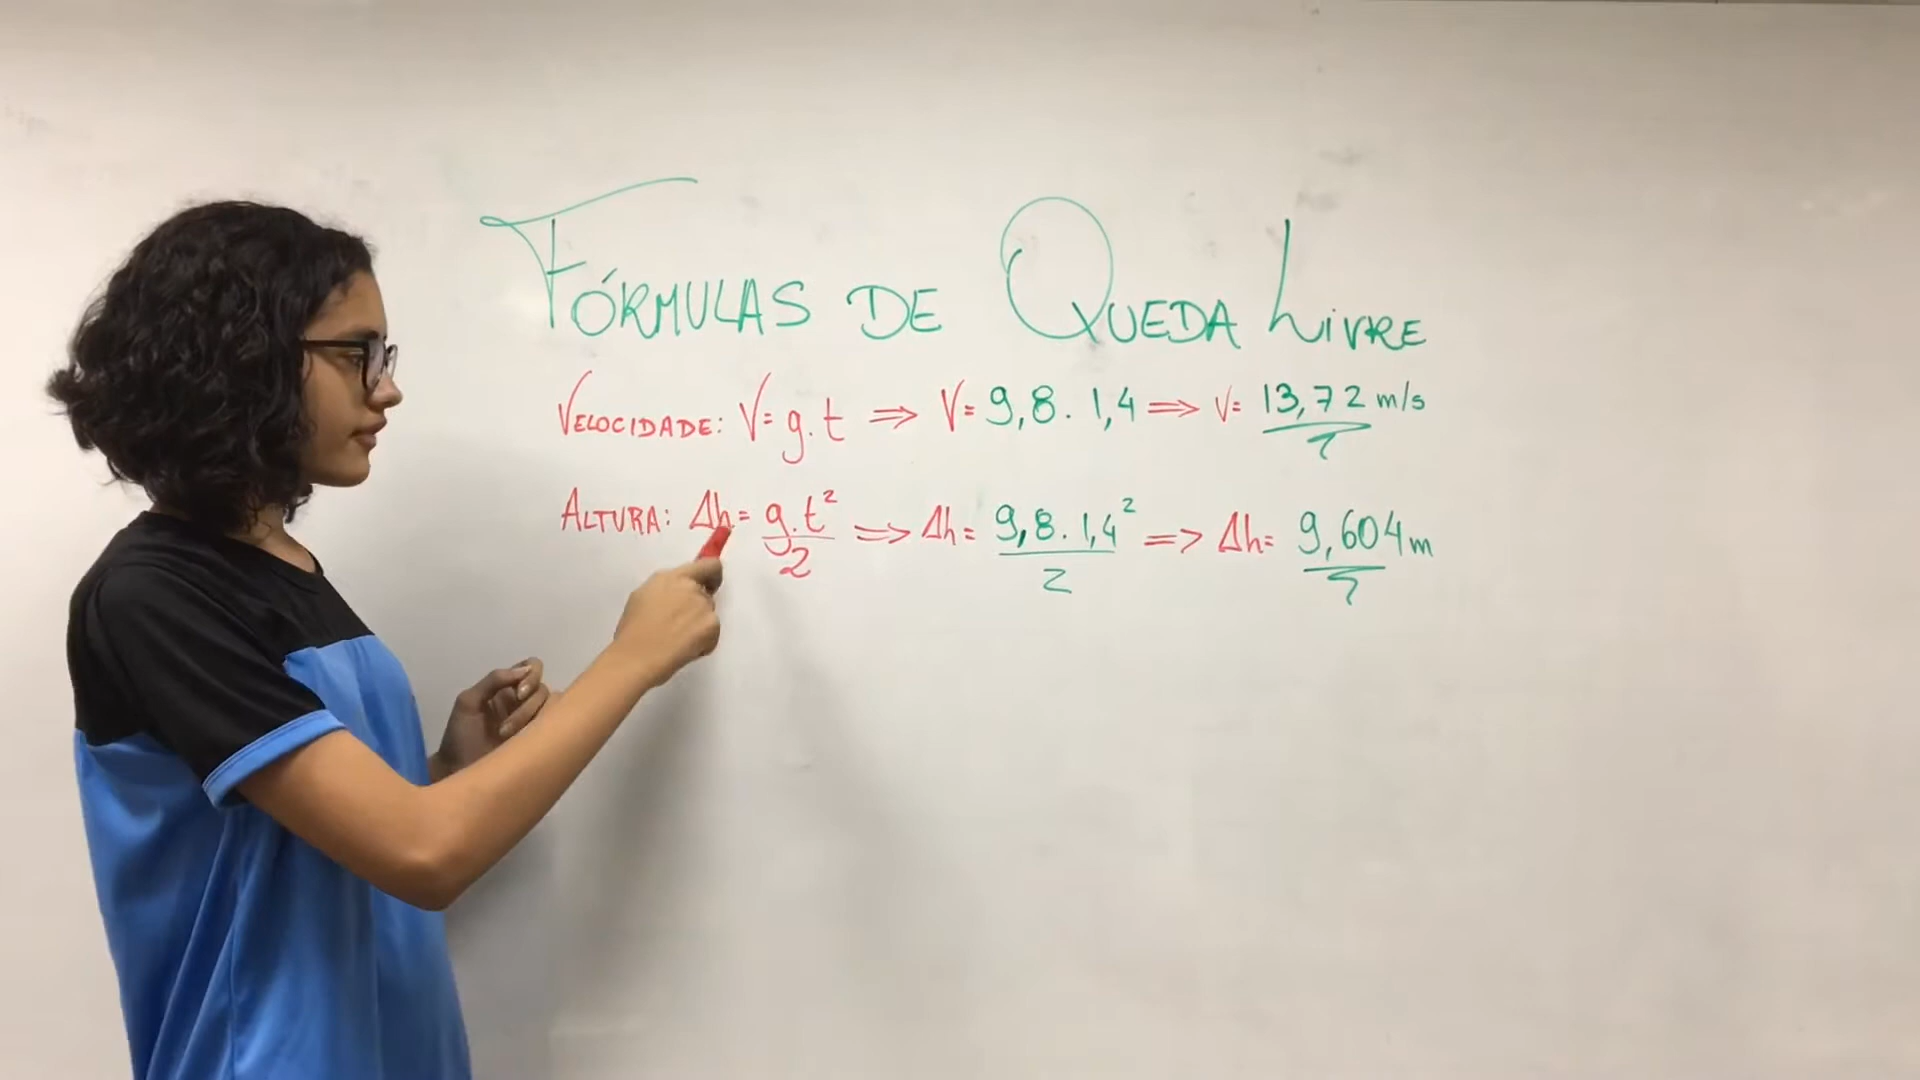 FÓRMULAS DE QUEDA LIVRE
VELOCIDADE: V= g.t => V= 9,8 . 1,4 => V= 13,72 m/s
ALTURA: Δh= g.t²/2 => Δh= 9,8 . 1,4²/2 => Δh= 9,604m